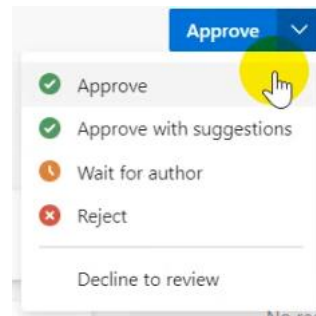 Approve
Approve
Approve with suggestions
Wait for author
Reject
Decline to review